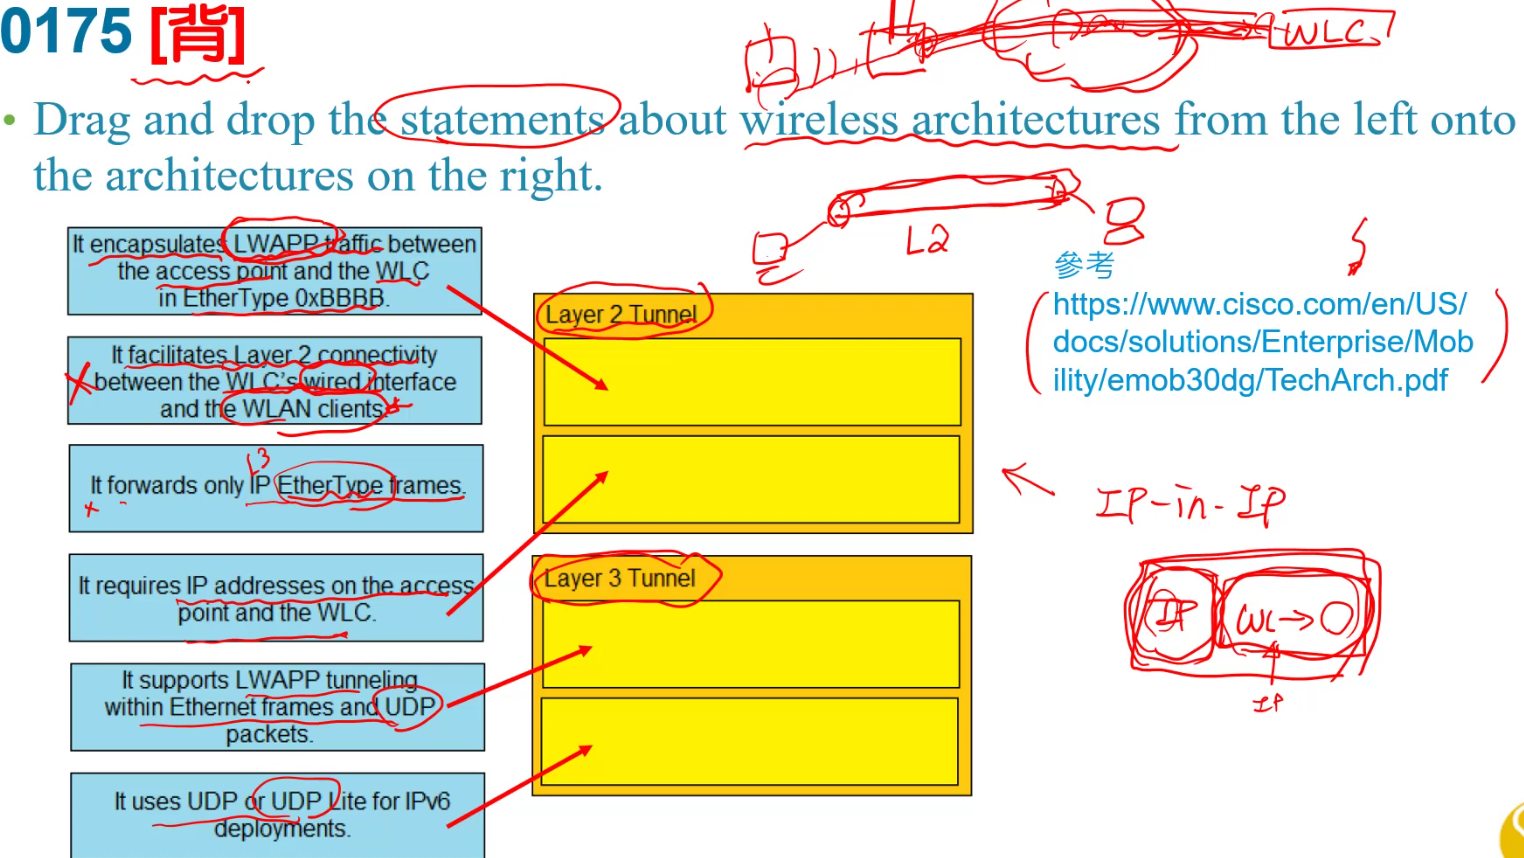 0175 [背]
WLC
• Drag and drop the statements about wireless architectures from the left onto
the architectures on the right.
L2
It encapsulates LWAPP traffic between
the access point and the WLC
in EtherType 0xBBBB.
It facilitates Layer 2 connectivity
between the WLC's wired interface
and the WLAN clients.
L3
It forwards only IP EtherType frames.
It requires IP addresses on the access
point and the WLC.
It supports LWAPP tunneling
within Ethernet frames and UDP
packets.
It uses UDP or UDP Lite for IPv6
deployments.
Layer 2 Tunnel
Layer 3 Tunnel
參考
https://www.cisco.com/en/US/
docs/solutions/Enterprise/Mob
ility/emob30dg/TechArch.pdf
IP-in-IP
IP
WL→
IP